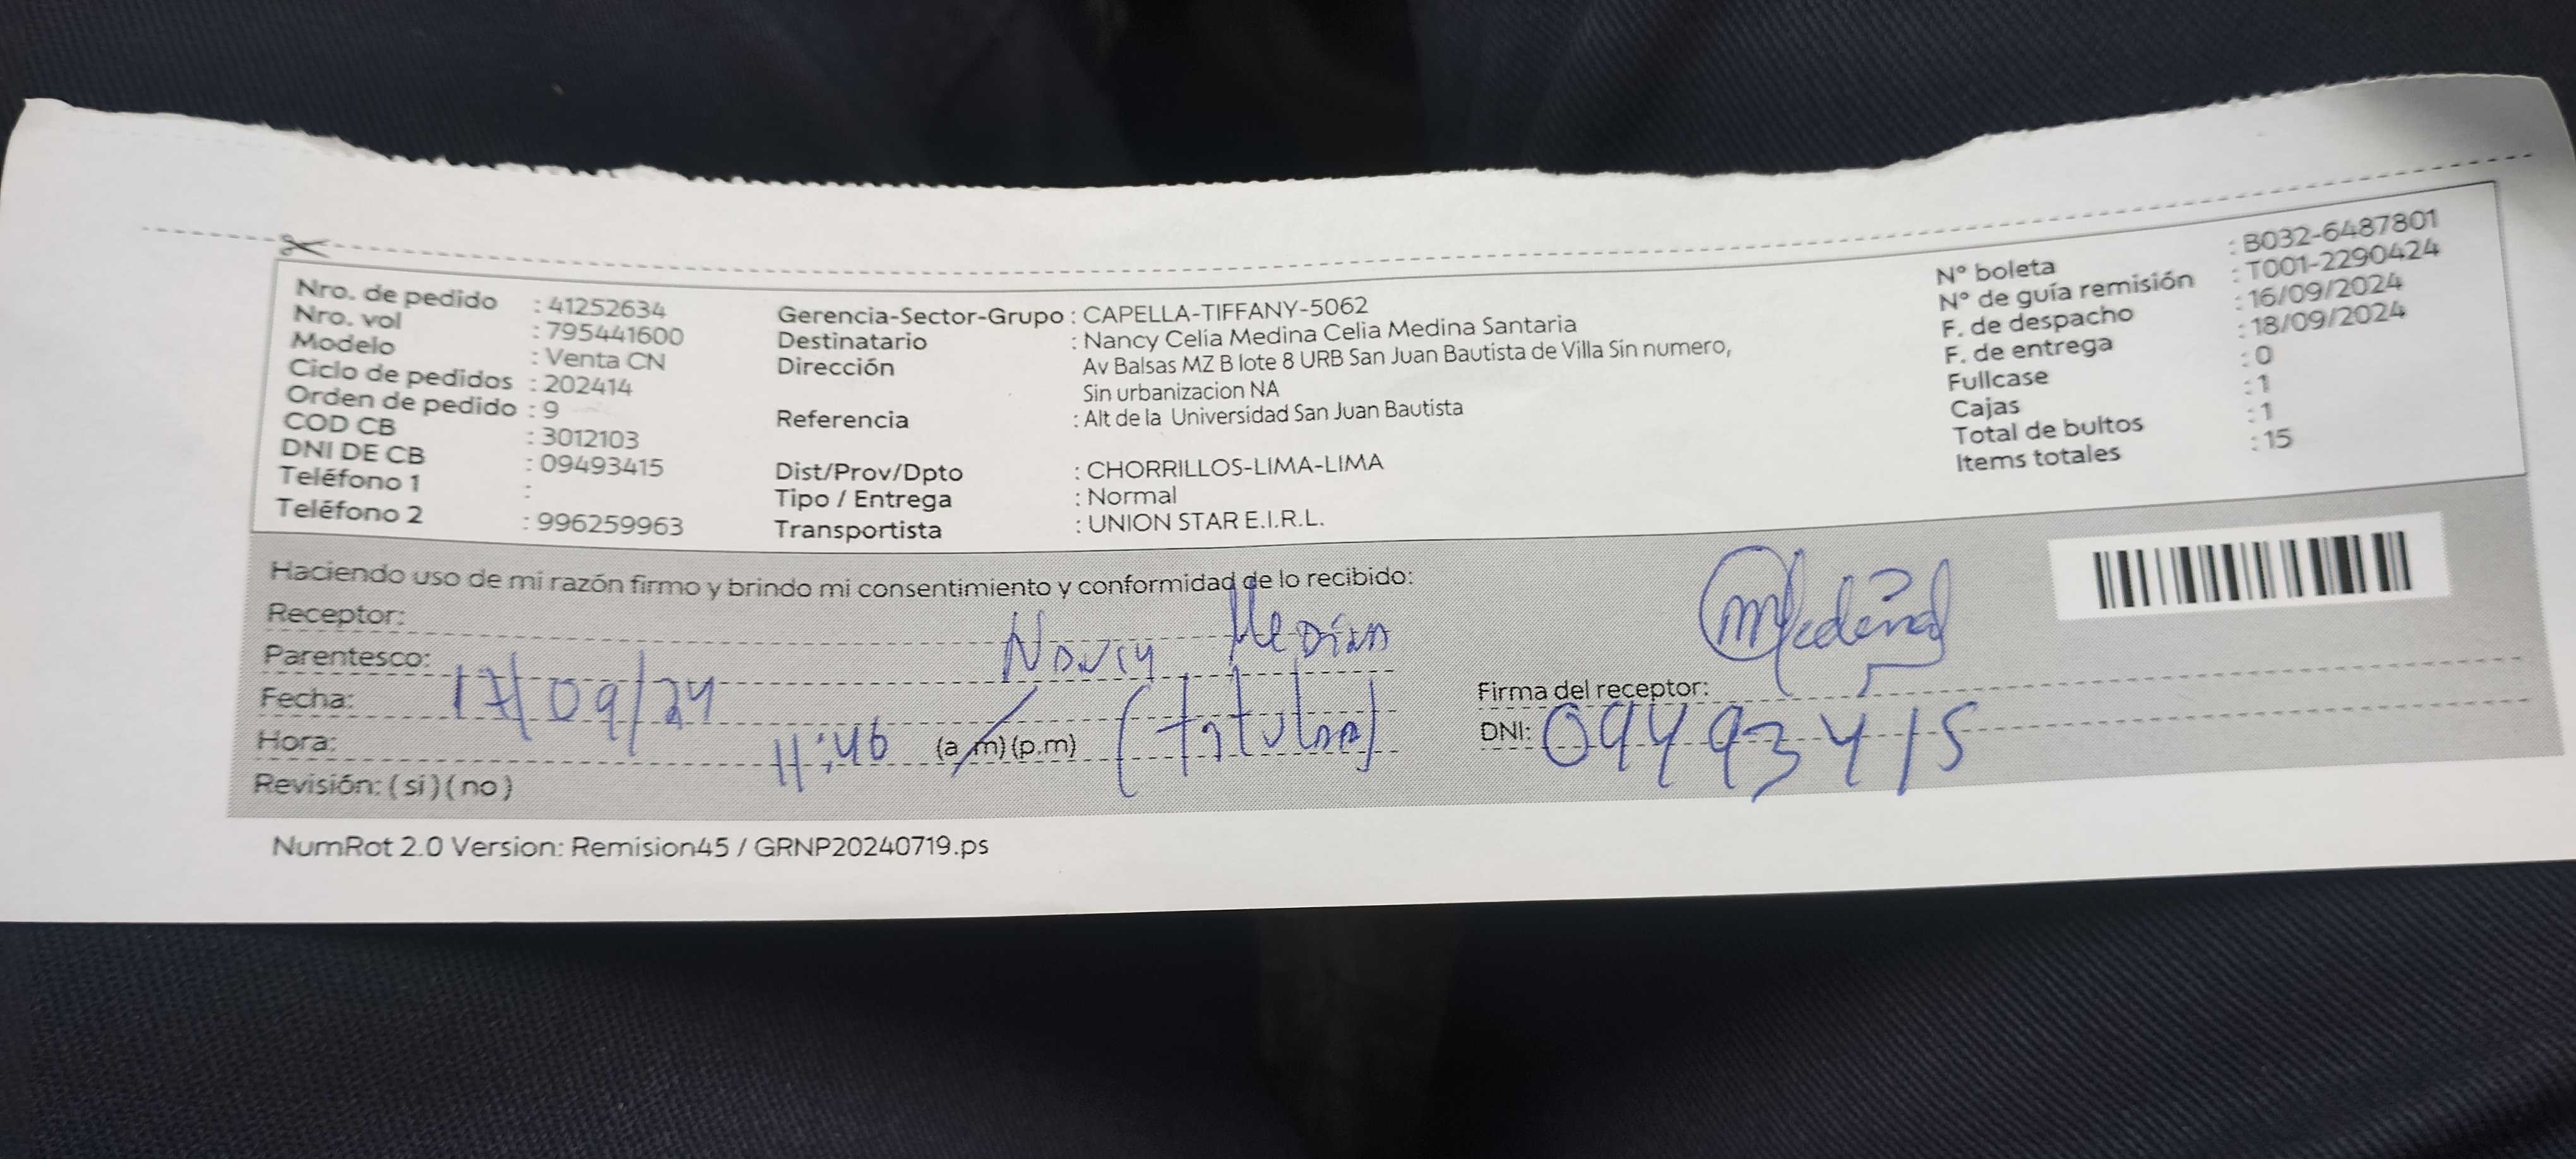 Nro. de pedido : 41252634
Nro. vol : 795441600
Modelo : Venta CN
Ciclo de pedidos : 202414
Orden de pedido : 9
COD CB : 3012103
DNI DE CB : 09493415
Teléfono 1 :
Teléfono 2 : 996259963
Gerencia-Sector-Grupo : CAPELLA-TIFFANY-5062
Destinatario : Nancy Celia Medina Celia Medina Santaria
Dirección Av Balsas MZ B lote 8 URB San Juan Bautista de Villa Sin numero,
Sin urbanizacion NA
Referencia : Alt de la Universidad San Juan Bautista
Dist/Prov/Dpto : CHORRILLOS-LIMA-LIMA
Tipo / Entrega : Normal
Transportista : UNION STAR E.I.R.L.
N° boleta : B032-6487801
N° de guía remisión : T001-2290424
F. de despacho : 16/09/2024
F. de entrega : 18/09/2024
Fullcase : 0
Cajas : 1
Total de bultos : 1
Items totales : 15
Haciendo uso de mi razón firmo y brindo mi consentimiento y conformidad de lo recibido:
Receptor: Nancy Medina
Parentesco: (titular)
Fecha: 17/09/24
Hora: 11:46 (a.m)(p.m)
Revisión: (si)(no)
Medina
Firma del receptor:
DNI: 09493415
NumRot 2.0 Version: Remision45 / GRNP20240719.ps